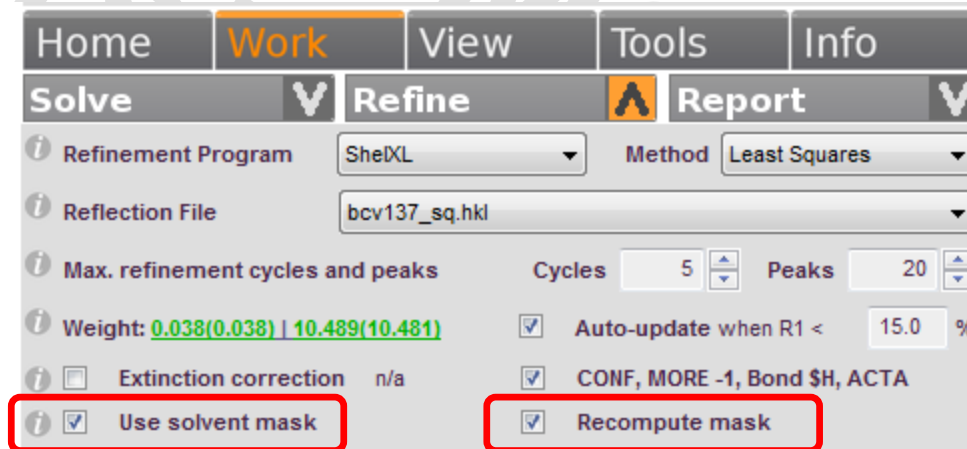 Home Work View Tools Info
Solve Refine Report
Refinement Program ShelXL Method Least Squares
Reflection File bcv137_sq.hkl
Max. refinement cycles and peaks Cycles 5 Peaks 20
Weight: 0.038(0.038) | 10.489(10.481) Auto-update when R1 < 15.0 %
Extinction correction n/a CONF, MORE -1, Bond $H, ACTA
Use solvent mask Recompute mask